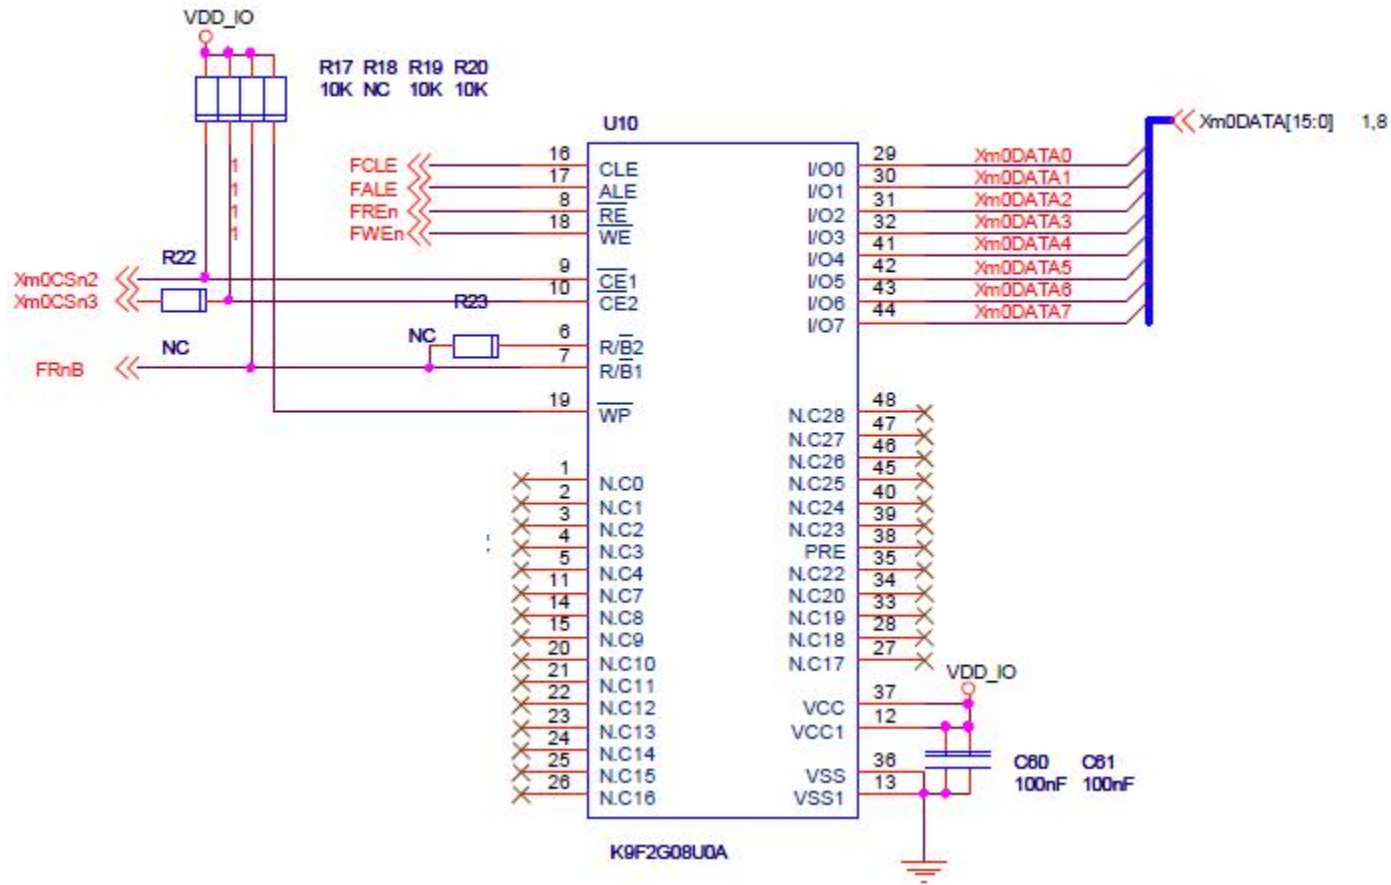 VDD_IO
R17 R18 R19 R20
10K NC 10K 10K
U10
Xm0DATA[15:0] 1,8
FCLE 16 CLE
FALE 17 ALE
FREn 8 RE
FWEn 18 WE
1
1
1
1
R22
Xm0CSn2 9 CE1
Xm0CSn3 10 CE2
R23
NC
6 R/B2
NC
FRnB 7 R/B1
19 WP
1 N.C0
2 N.C1
3 N.C2
4 N.C3
5 N.C4
11 N.C7
14 N.C8
15 N.C9
20 N.C10
21 N.C11
22 N.C12
23 N.C13
24 N.C14
25 N.C15
26 N.C16
I/O0 29 Xm0DATA0
I/O1 30 Xm0DATA1
I/O2 31 Xm0DATA2
I/O3 32 Xm0DATA3
I/O4 41 Xm0DATA4
I/O5 42 Xm0DATA5
I/O6 43 Xm0DATA6
I/O7 44 Xm0DATA7
N.C28 48
N.C27 47
N.C26 46
N.C25 45
N.C24 40
N.C23 39
PRE 38
N.C22 35
N.C20 34
N.C19 33
N.C18 28
N.C17 27
VDD_IO
VCC 37
VCC1 12
VSS 36
VSS1 13
C60 C61
100nF 100nF
K9F2G08U0A